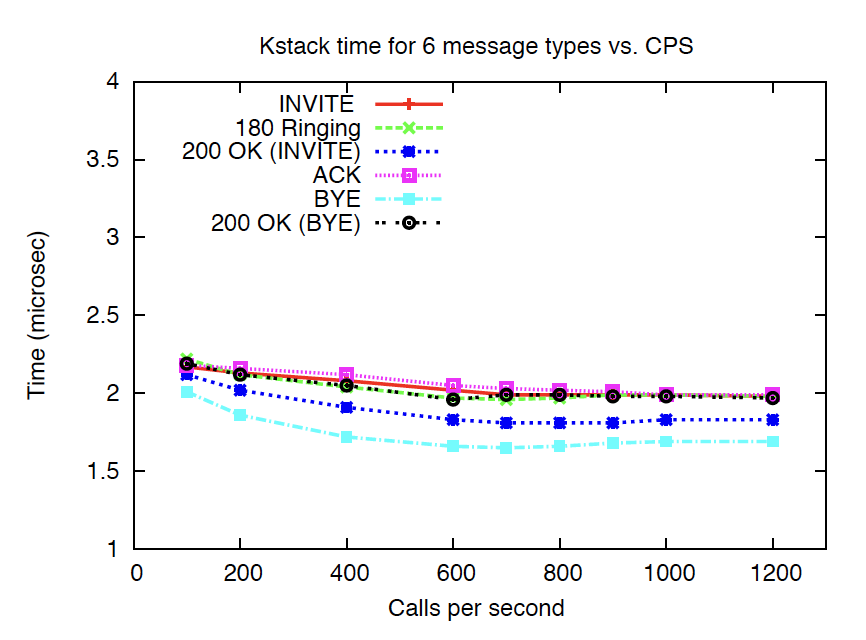 Kstack time for 6 message types vs. CPS
4
3.5
3
2.5
2
1.5
1
Time (microsec)
INVITE
180 Ringing
200 OK (INVITE)
ACK
BYE
200 OK (BYE)
0 200 400 600 800 1000 1200
Calls per second